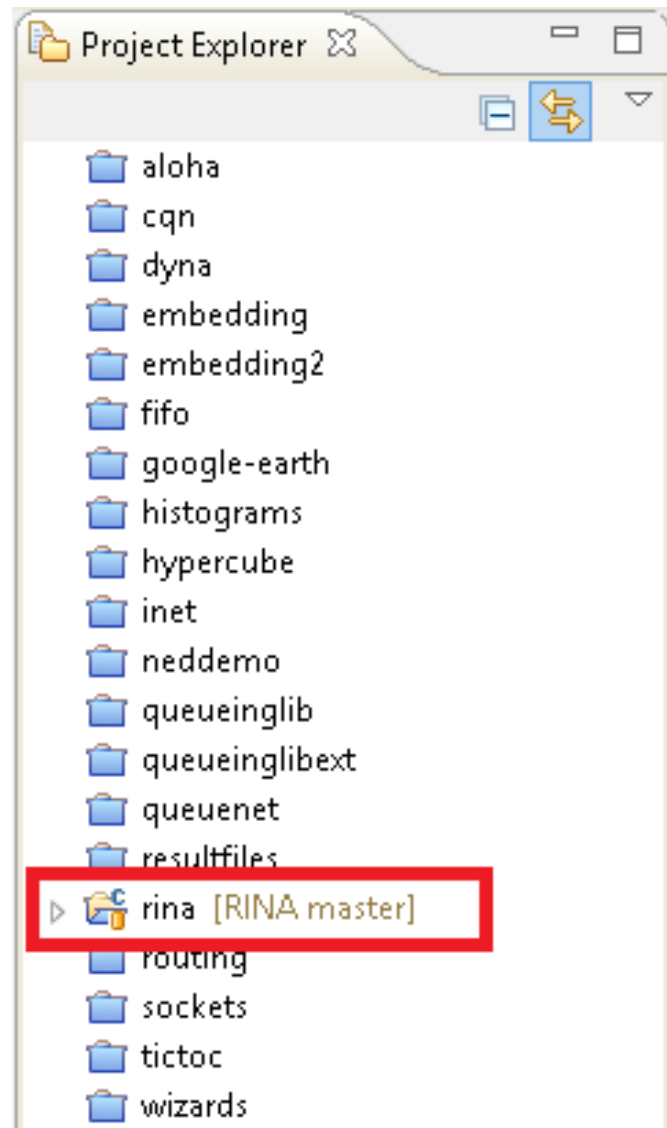 Project Explorer
aloha
cqn
dyna
embedding
embedding2
fifo
google-earth
histograms
hypercube
inet
neddemo
queueinglib
queueinglibext
queuenet
resultfiles
rina [RINA master]
routing
sockets
tictoc
wizards